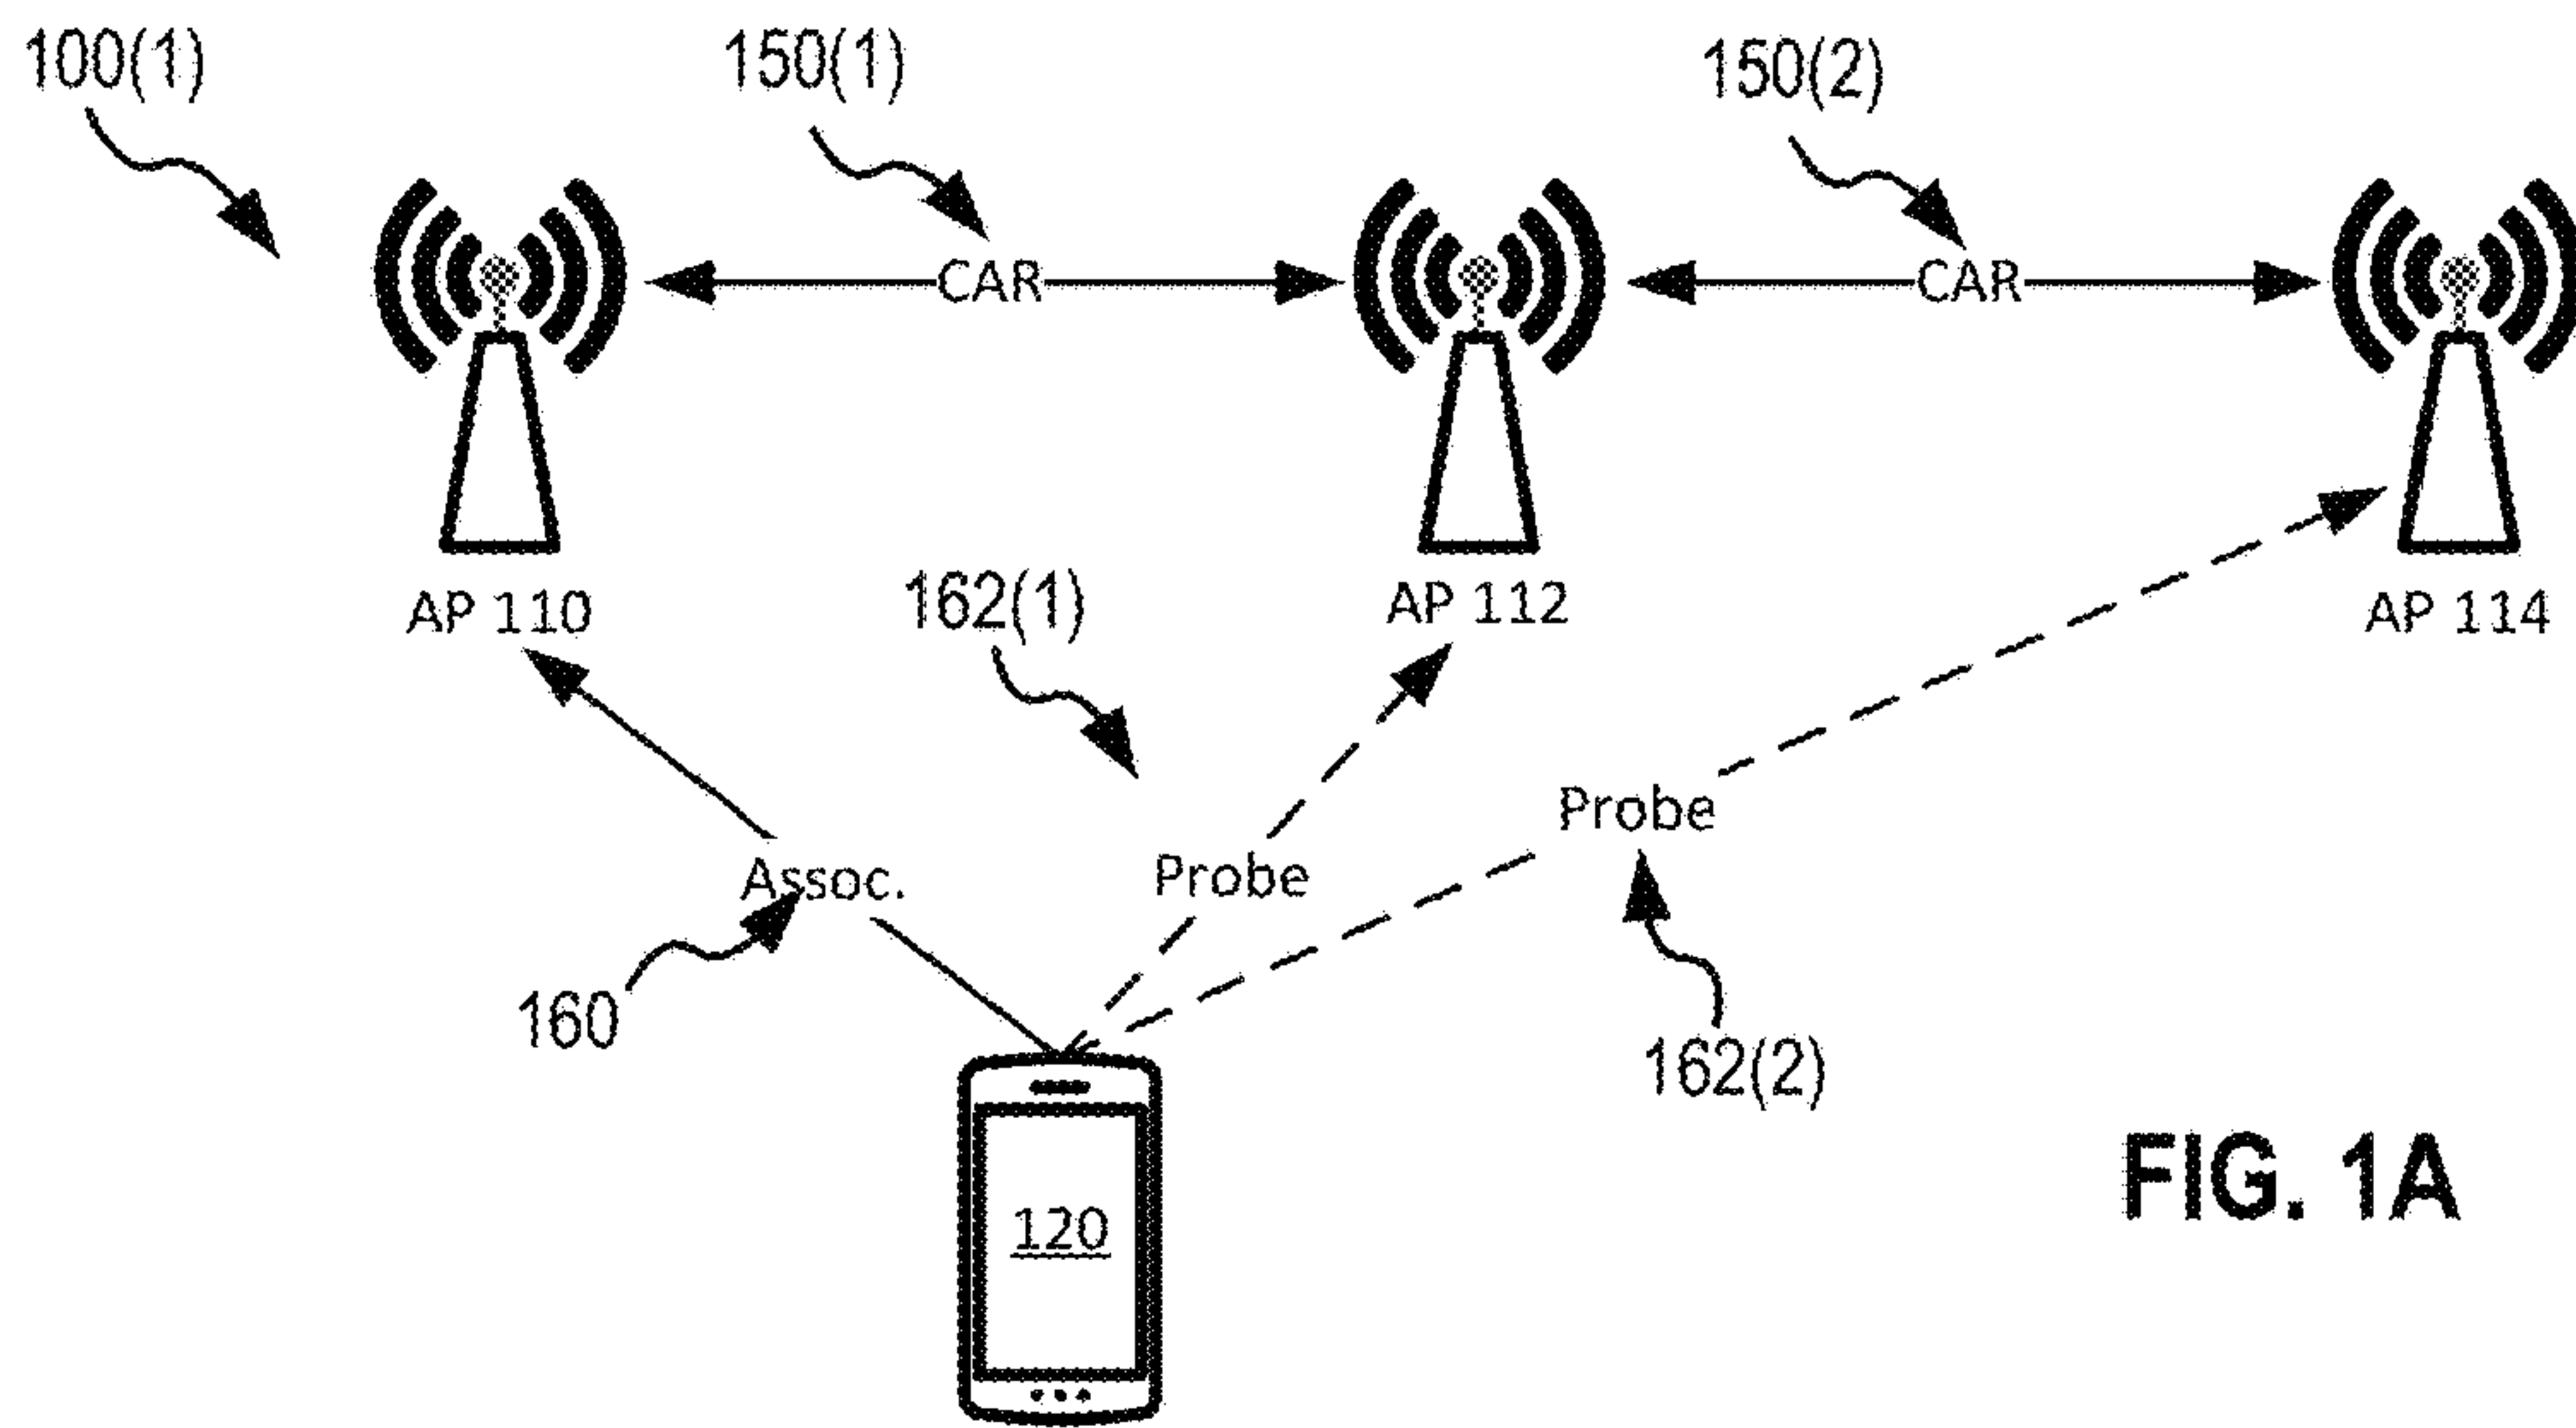 100(1)
150(1)
150(2)
CAR
CAR
AP 110
162(1)
AP 112
AP 114
Assoc.
Probe
Probe
160
162(2)
120
FIG. 1A